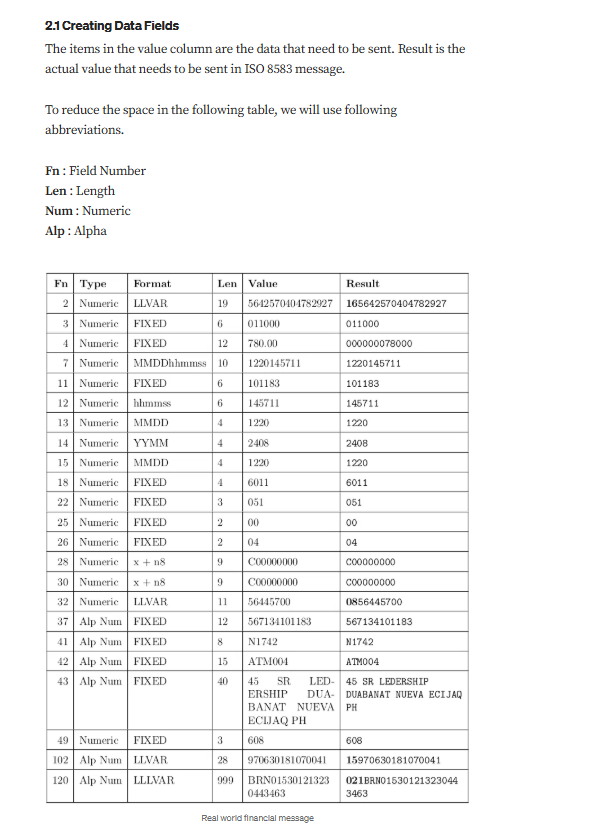 2.1 Creating Data Fields
The items in the value column are the data that need to be sent. Result is the
actual value that needs to be sent in ISO 8583 message.
To reduce the space in the following table, we will use following
abbreviations.
Fn : Field Number
Len : Length
Num : Numeric
Alp : Alpha
Fn Type Format Len Value Result
2 Numeric LLVAR 19 5642570404782927 165642570404782927
3 Numeric FIXED 6 011000 011000
4 Numeric FIXED 12 780.00 000000078000
7 Numeric MMDDhhmmss 10 1220145711 1220145711
11 Numeric FIXED 6 101183 101183
12 Numeric hhmmss 6 145711 145711
13 Numeric MMDD 4 1220 1220
14 Numeric YYMM 4 2408 2408
15 Numeric MMDD 4 1220 1220
18 Numeric FIXED 4 6011 6011
22 Numeric FIXED 3 051 051
25 Numeric FIXED 2 00 00
26 Numeric FIXED 2 04 04
28 Numeric x + n8 9 C00000000 C00000000
30 Numeric x + n8 9 C00000000 C00000000
32 Numeric LLVAR 11 56445700 0856445700
37 Alp Num FIXED 12 567134101183 567134101183
41 Alp Num FIXED 8 N1742 N1742
42 Alp Num FIXED 15 ATM004 ATM004
43 Alp Num FIXED 40 45 SR LED- 45 SR LEDERSHIP
ERSHIP DUA- DUABANAT NUEVA ECIJAQ
BANAT NUEVA PH
ECIJAQ PH
49 Numeric FIXED 3 608 608
102 Alp Num LLVAR 28 970630181070041 15970630181070041
120 Alp Num LLLVAR 999 BRN01530121323 021BRN01530121323044
0443463 3463
Real world financial message